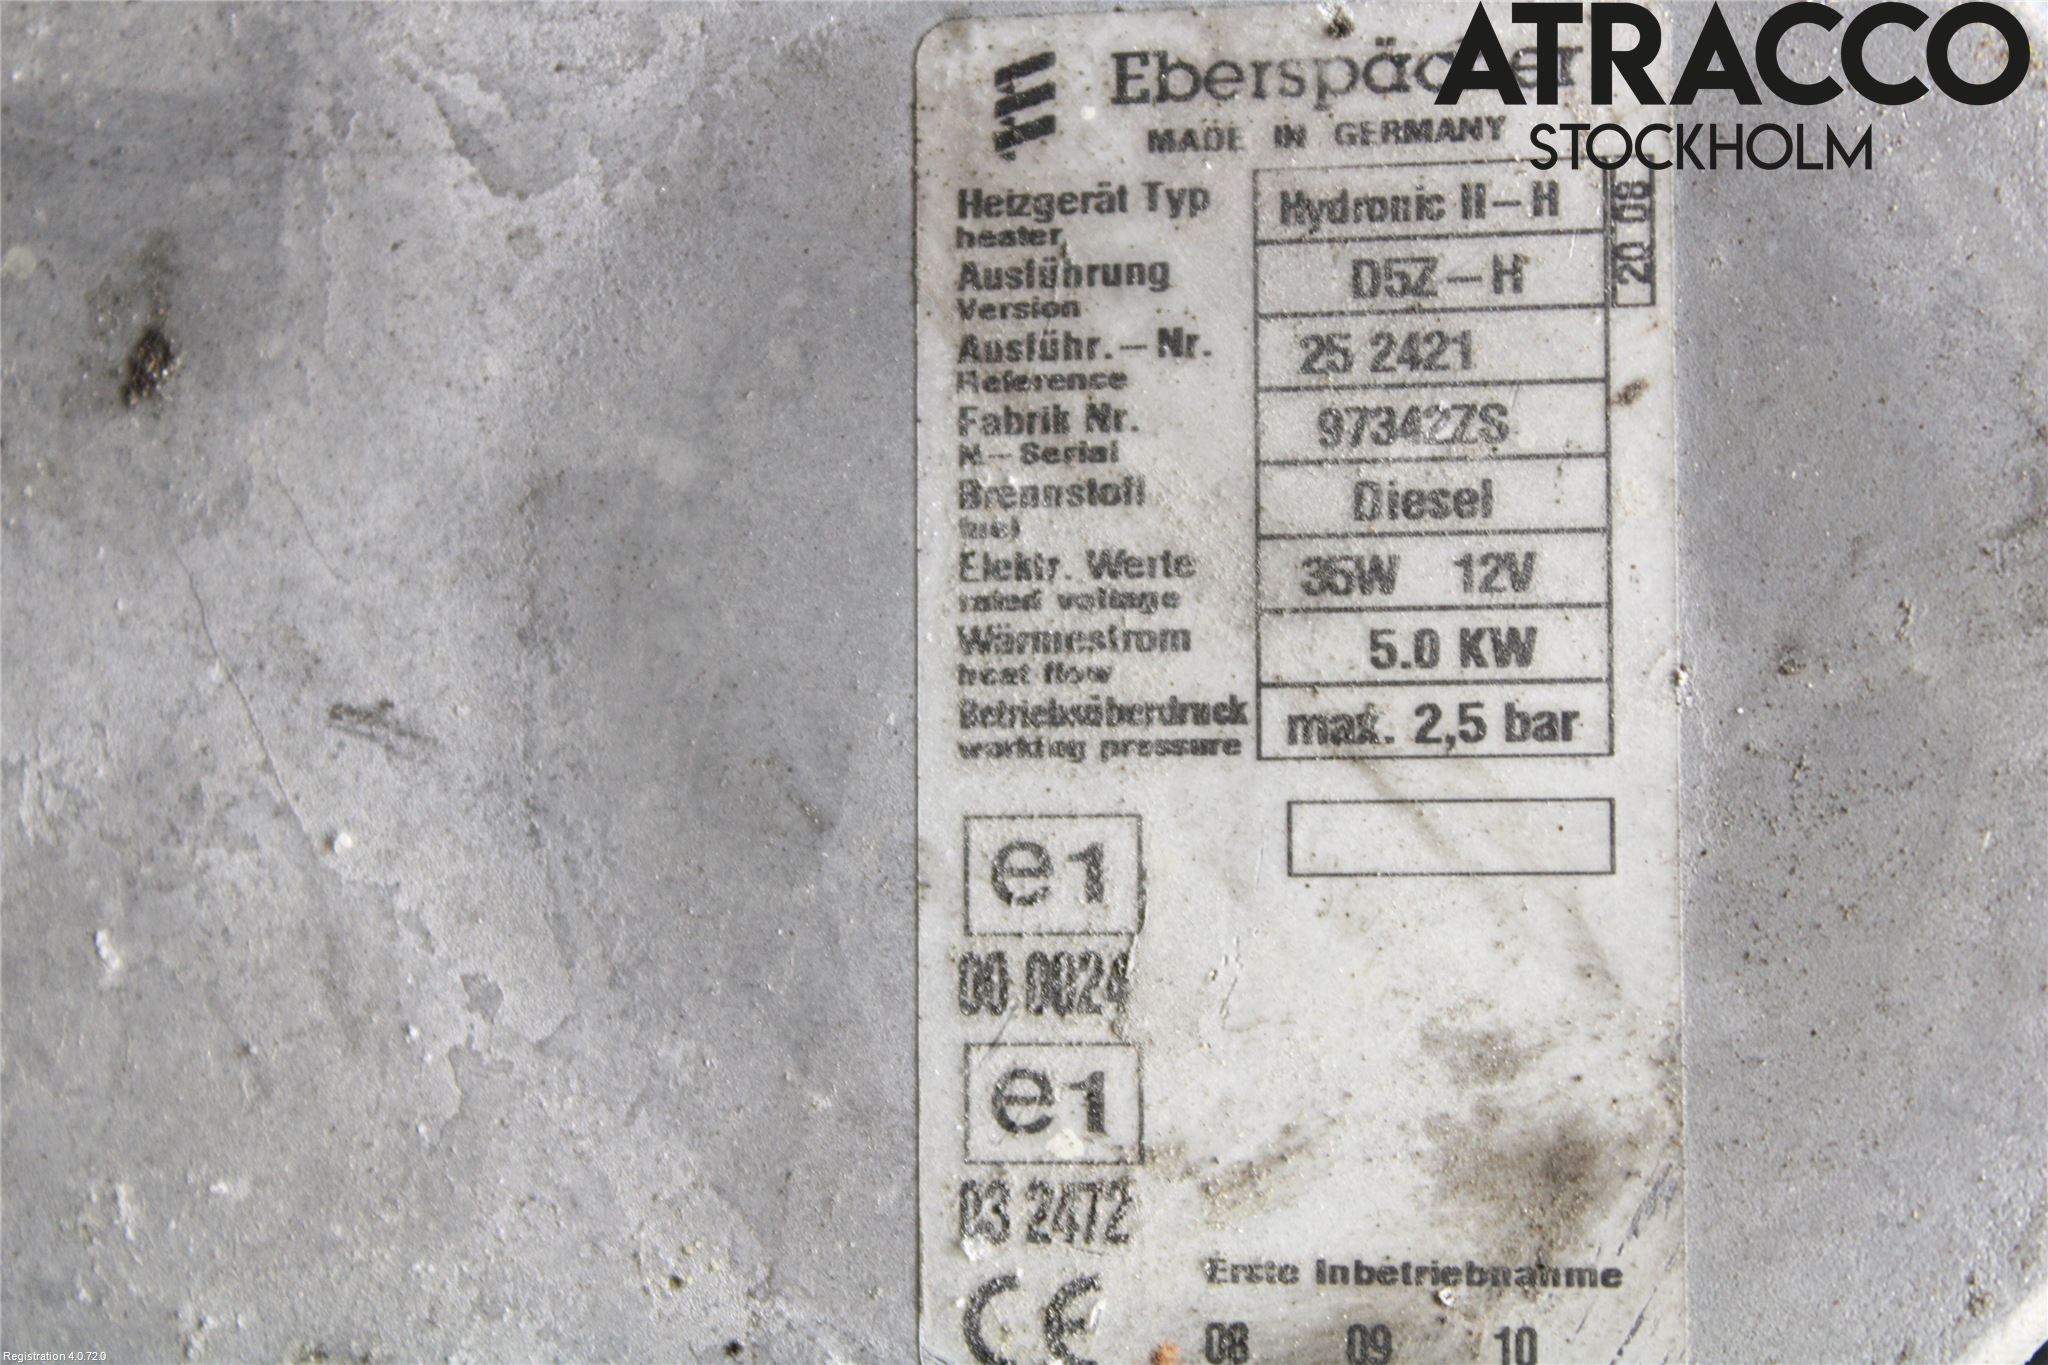 ATRACCO
STOCKHOLM
Eberspächer
MADE IN GERMANY
Heizgerät Typ Hydronic II-H
heater
20 08
Ausführung D5Z-H
Version
Ausführ.-Nr. 25 2421
Reference
Fabrik Nr. 973427S
M-Serial
Brennstoff Diesel
fuel
Elektr. Werte 35W 12V
rated voltage
Wärmestrom 5.0 KW
heat flow
Betriebsüberdruck max. 2,5 bar
working pressure
e1
00 0024
e1
03 2472
Erste Inbetriebnahme
CE 08 09 10
Registration 4.0.72.0